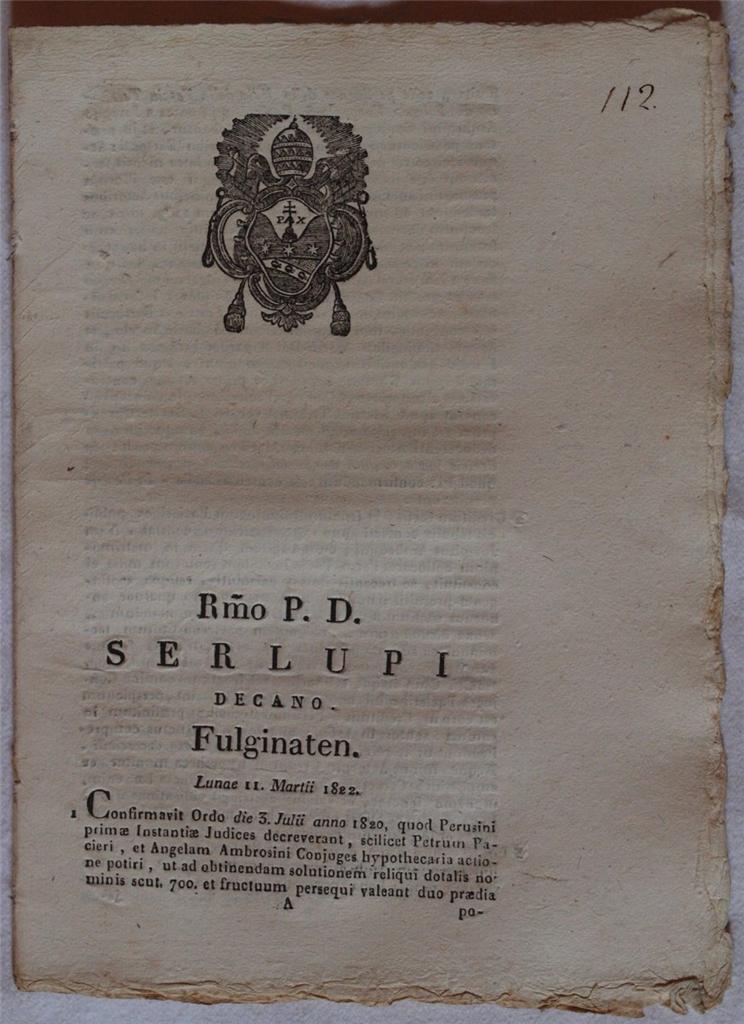 112.
PAX
Rm̃o P. D.
SERLUPI
DECANO.
Fulginaten.
Lunae 11. Martii 1822.
1 Confirmavit Ordo die 3. Julii anno 1820, quod Perusini
primæ Instantiæ Judices decreverant, scilicet Petrum Pa-
cieri, et Angelam Ambrosini Conjuges hypothecaria actio-
ne potiri, ut ad obtinendam solutionem reliqui dotalis no-
minis scut. 700. et fructuum persequi valeant duo prædia
A
po-